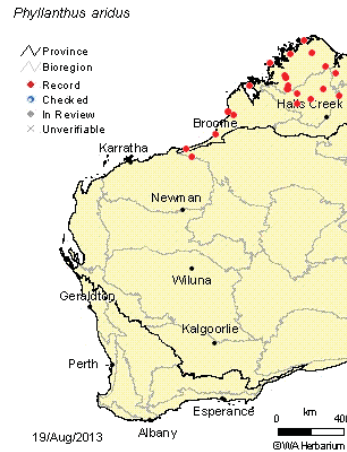 Phyllanthus aridus
Province
Bioregion
Record
Checked
In Review
Unverifiable
Halls Creek
Broome
Karratha
Newman
Wiluna
Geraldton
Kalgoorlie
Perth
Esperance
Albany
19/Aug/2013
km
0 400
©WA Herbarium